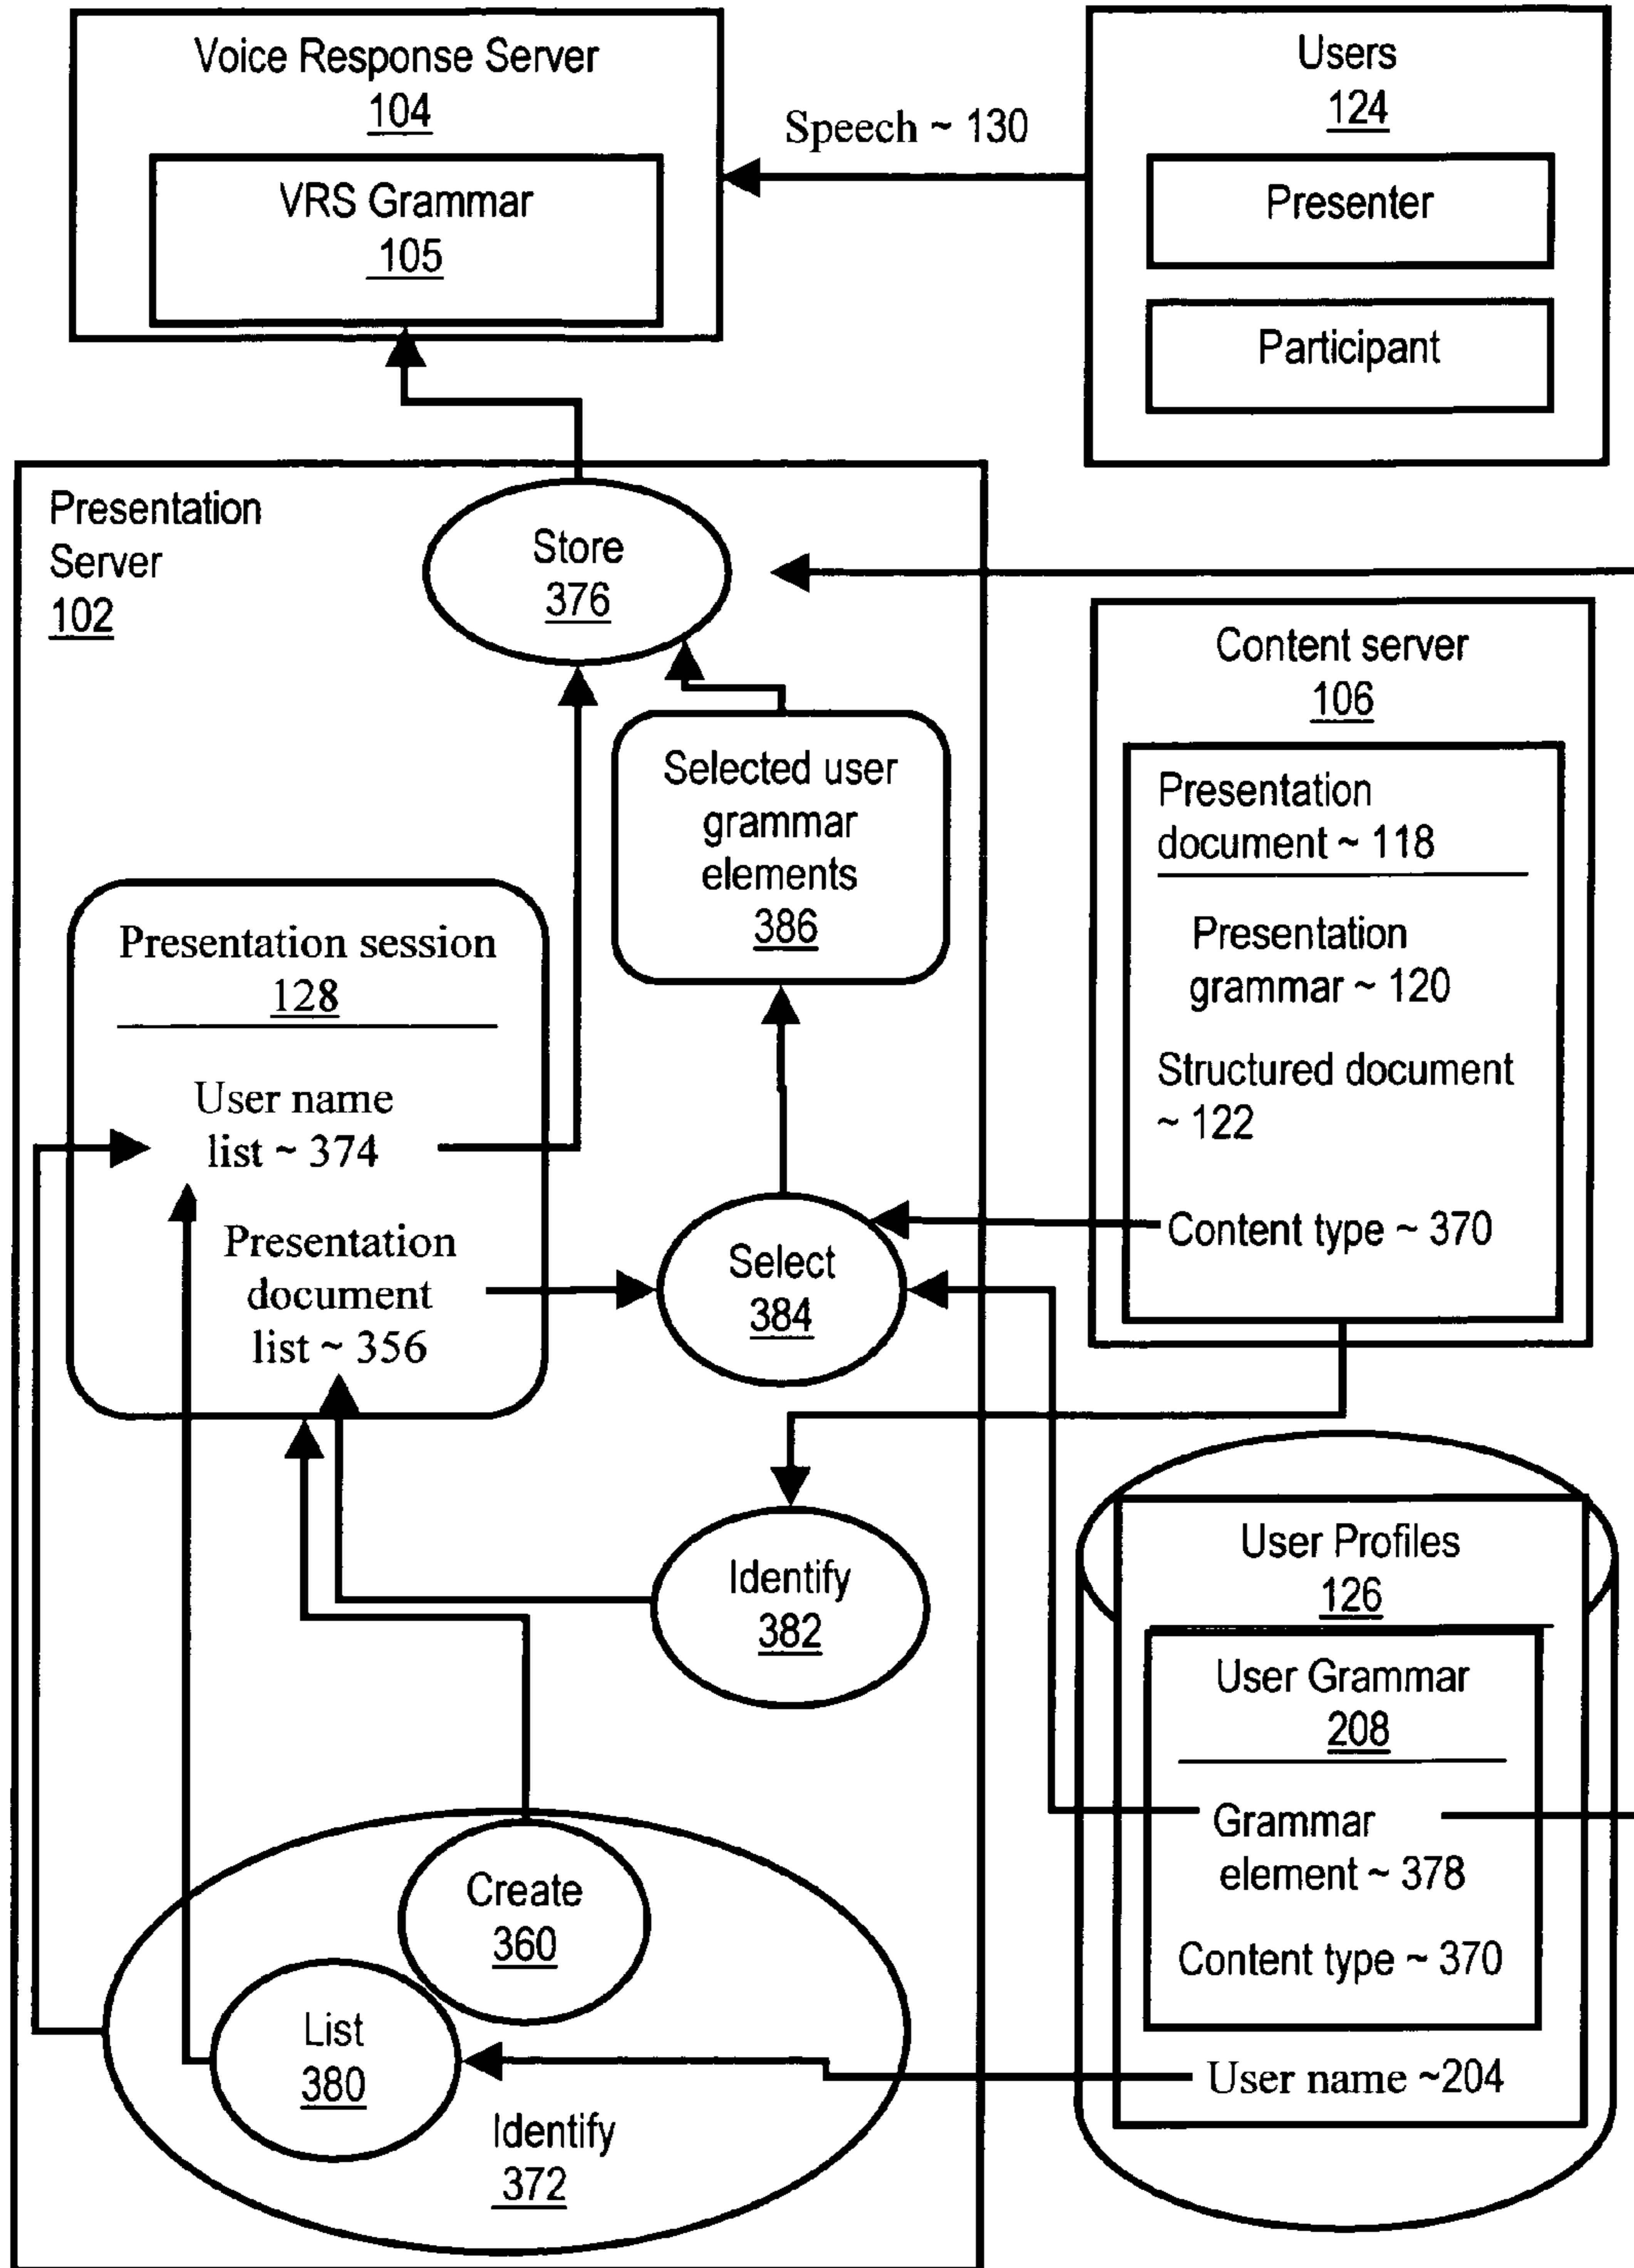 Voice Response Server
104
VRS Grammar
105
Speech ~ 130
Users
124
Presenter
Participant
Presentation
Server
102
Store
376
Selected user
grammar
elements
386
Presentation session
128
User name
list ~ 374
Presentation
document
list ~ 356
Select
384
Identify
382
Create
360
List
380
Identify
372
Content server
106
Presentation
document ~ 118
Presentation
grammar ~ 120
Structured document
~ 122
Content type ~ 370
User Profiles
126
User Grammar
208
Grammar
element ~ 378
Content type ~ 370
User name ~204